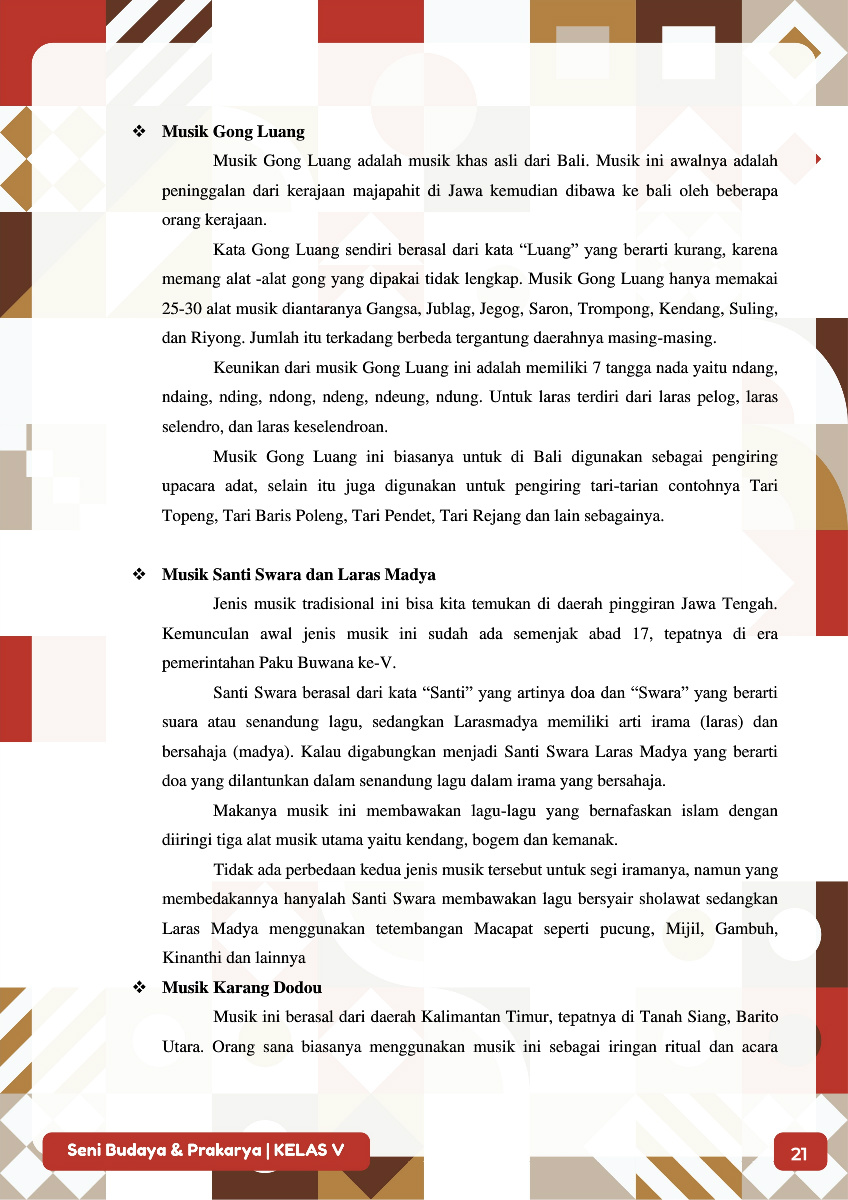 ❖ Musik Gong Luang
Musik Gong Luang adalah musik khas asli dari Bali. Musik ini awalnya adalah
peninggalan dari kerajaan majapahit di Jawa kemudian dibawa ke bali oleh beberapa
orang kerajaan.
Kata Gong Luang sendiri berasal dari kata “Luang” yang berarti kurang, karena
memang alat -alat gong yang dipakai tidak lengkap. Musik Gong Luang hanya memakai
25-30 alat musik diantaranya Gangsa, Jublag, Jegog, Saron, Trompong, Kendang, Suling,
dan Riyong. Jumlah itu terkadang berbeda tergantung daerahnya masing-masing.
Keunikan dari musik Gong Luang ini adalah memiliki 7 tangga nada yaitu ndang,
ndaing, nding, ndong, ndeng, ndeung, ndung. Untuk laras terdiri dari laras pelog, laras
selendro, dan laras keselendroan.
Musik Gong Luang ini biasanya untuk di Bali digunakan sebagai pengiring
upacara adat, selain itu juga digunakan untuk pengiring tari-tarian contohnya Tari
Topeng, Tari Baris Poleng, Tari Pendet, Tari Rejang dan lain sebagainya.
❖ Musik Santi Swara dan Laras Madya
Jenis musik tradisional ini bisa kita temukan di daerah pinggiran Jawa Tengah.
Kemunculan awal jenis musik ini sudah ada semenjak abad 17, tepatnya di era
pemerintahan Paku Buwana ke-V.
Santi Swara berasal dari kata “Santi” yang artinya doa dan “Swara” yang berarti
suara atau senandung lagu, sedangkan Larasmadya memiliki arti irama (laras) dan
bersahaja (madya). Kalau digabungkan menjadi Santi Swara Laras Madya yang berarti
doa yang dilantunkan dalam senandung lagu dalam irama yang bersahaja.
Makanya musik ini membawakan lagu-lagu yang bernafaskan islam dengan
diiringi tiga alat musik utama yaitu kendang, bogem dan kemanak.
Tidak ada perbedaan kedua jenis musik tersebut untuk segi iramanya, namun yang
membedakannya hanyalah Santi Swara membawakan lagu bersyair sholawat sedangkan
Laras Madya menggunakan tetembangan Macapat seperti pucung, Mijil, Gambuh,
Kinanthi dan lainnya
❖ Musik Karang Dodou
Musik ini berasal dari daerah Kalimantan Timur, tepatnya di Tanah Siang, Barito
Utara. Orang sana biasanya menggunakan musik ini sebagai iringan ritual dan acara
Seni Budaya & Prakarya | KELAS V
21